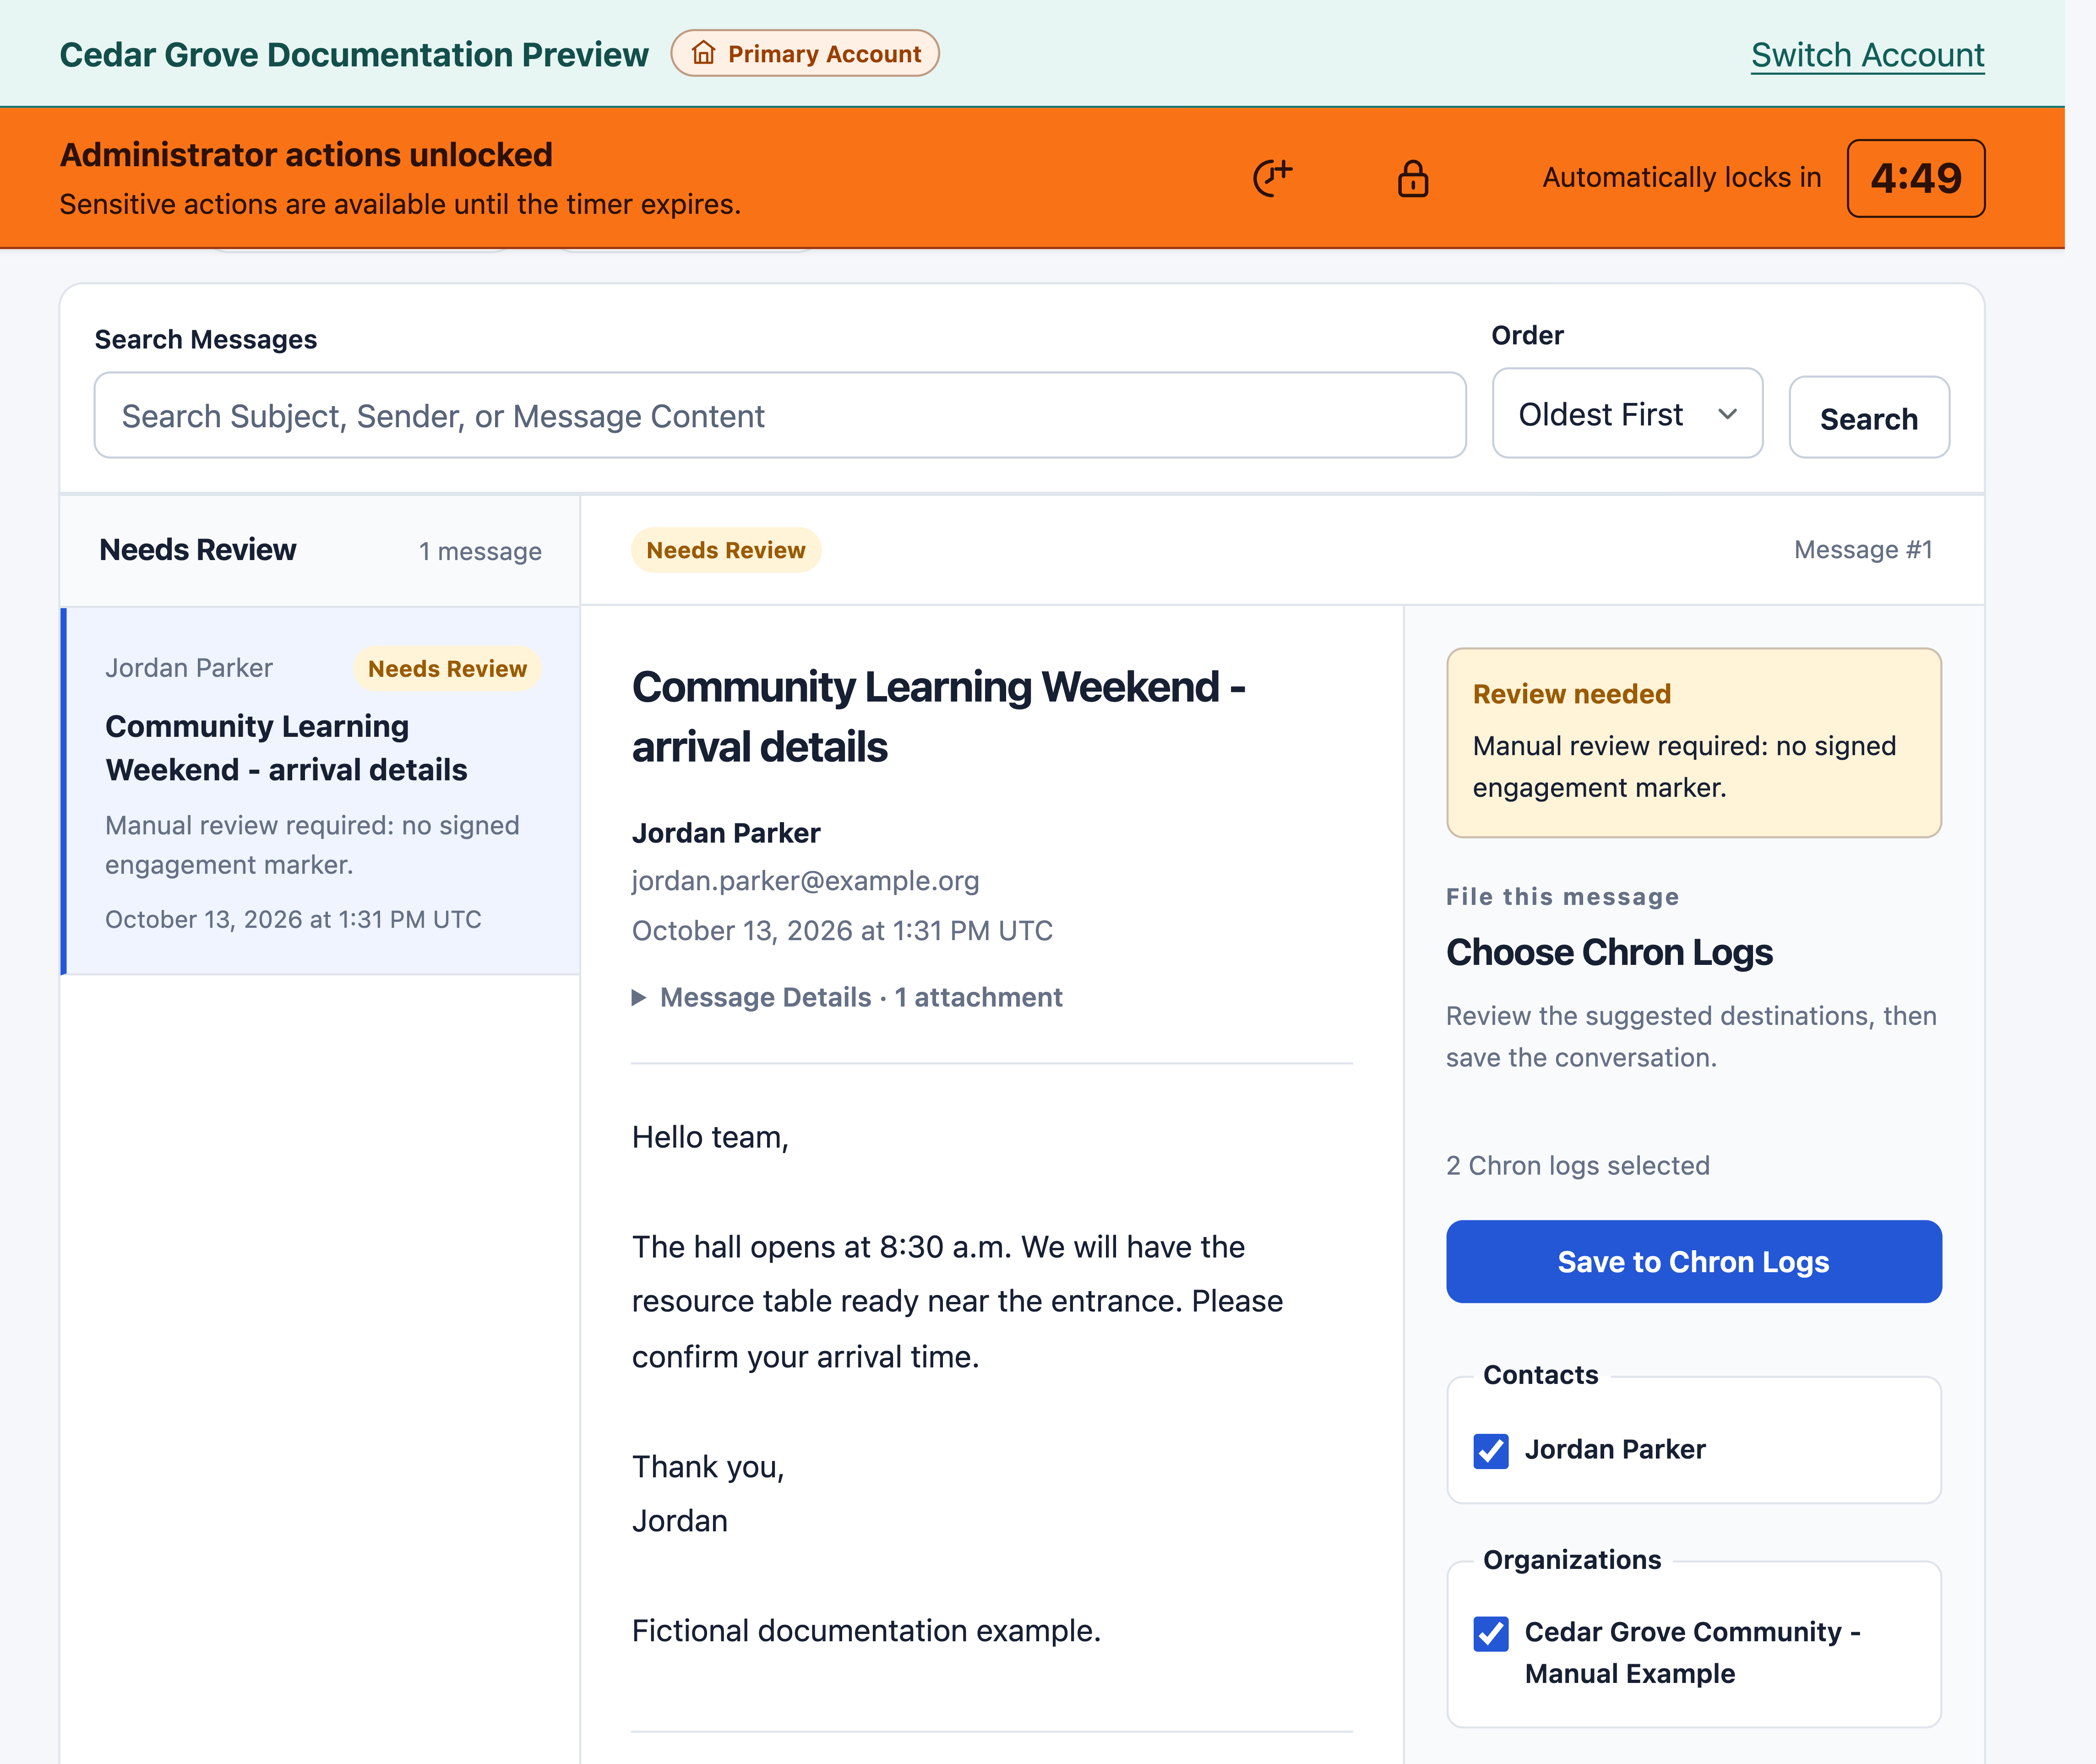 Cedar Grove Documentation Preview
Primary Account
Switch Account
Administrator actions unlocked
Sensitive actions are available until the timer expires.
Automatically locks in
4:49
Search Messages
Search Subject, Sender, or Message Content
Order
Oldest First
Search
Needs Review
1 message
Jordan Parker
Needs Review
Community Learning
Weekend - arrival details
Manual review required: no signed
engagement marker.
October 13, 2026 at 1:31 PM UTC
Needs Review
Message #1
Community Learning Weekend -
arrival details
Jordan Parker
jordan.parker@example.org
October 13, 2026 at 1:31 PM UTC
Message Details · 1 attachment
Hello team,
The hall opens at 8:30 a.m. We will have the
resource table ready near the entrance. Please
confirm your arrival time.
Thank you,
Jordan
Fictional documentation example.
Review needed
Manual review required: no signed
engagement marker.
File this message
Choose Chron Logs
Review the suggested destinations, then
save the conversation.
2 Chron logs selected
Save to Chron Logs
Contacts
Jordan Parker
Organizations
Cedar Grove Community -
Manual Example